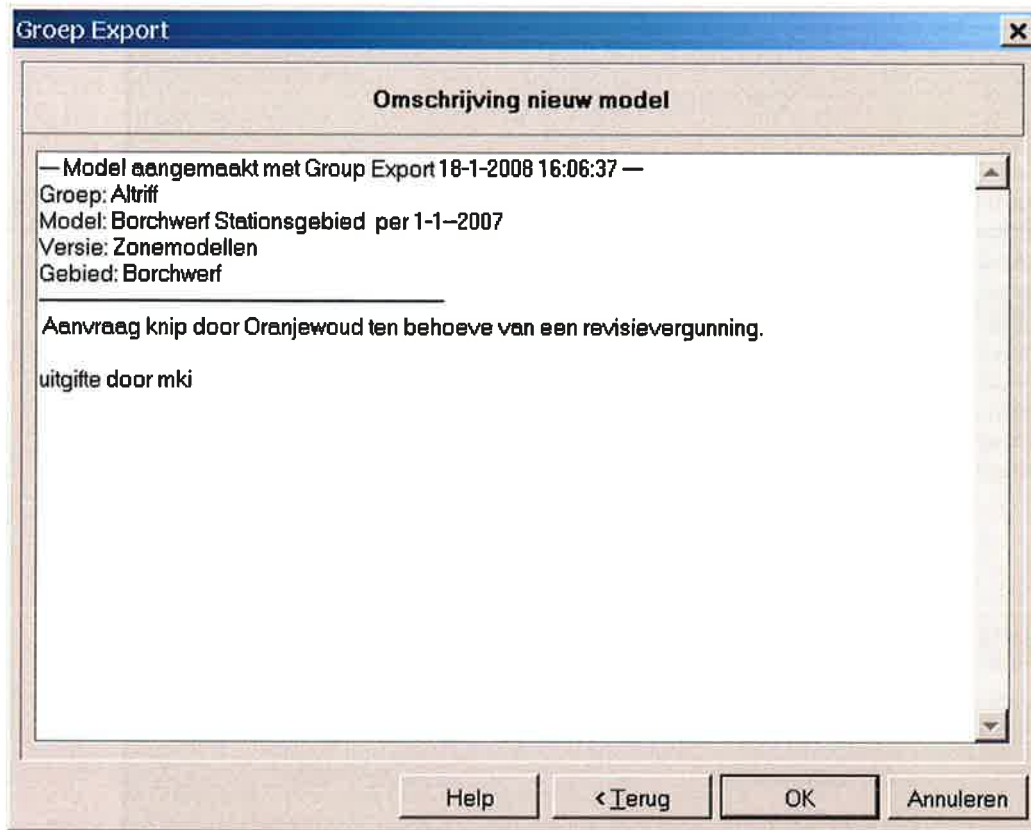 Groep Export
Omschrijving nieuw model
— Model aangemaakt met Group Export 18-1-2008 16:06:37 —
Groep: Altriff
Model: Borchwerf Stationsgebied per 1-1--2007
Versie: Zonemodellen
Gebied: Borchwerf
Aanvraag knip door Oranjewoud ten behoeve van een revisievergunning.
uitgifte door mki
Help < Terug OK Annuleren